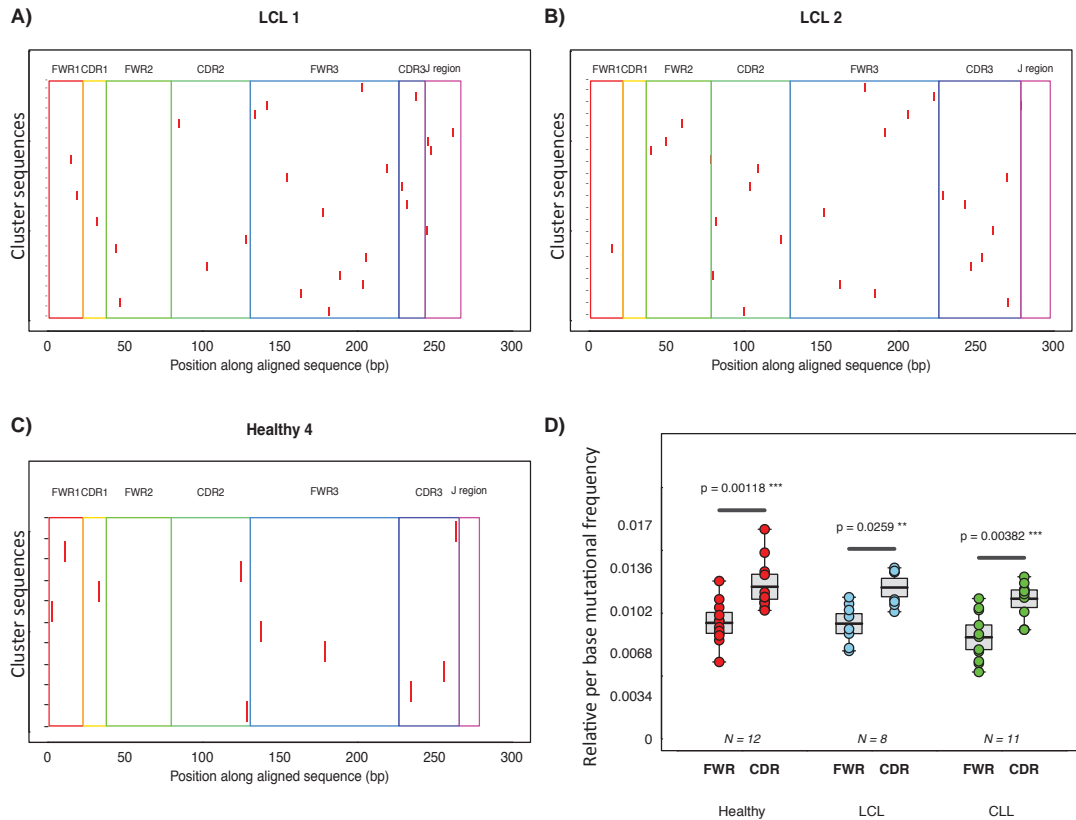 A)
LCL 1
FWR1 CDR1 FWR2 CDR2 FWR3 CDR3 J region
Cluster sequences
0 50 100 150 200 250 300
Position along aligned sequence (bp)
B)
LCL 2
FWR1 CDR1 FWR2 CDR2 FWR3 CDR3 J region
Cluster sequences
0 50 100 150 200 250 300
Position along aligned sequence (bp)
C)
Healthy 4
FWR1 CDR1 FWR2 CDR2 FWR3 CDR3 J region
Cluster sequences
0 50 100 150 200 250 300
Position along aligned sequence (bp)
D)
Relative per base mutational frequency
0.017
0.0136
0.0102
0.0068
0.0034
0
p = 0.00118 ***
p = 0.0259 **
p = 0.00382 ***
N = 12 N = 8 N = 11
FWR CDR FWR CDR FWR CDR
Healthy LCL CLL